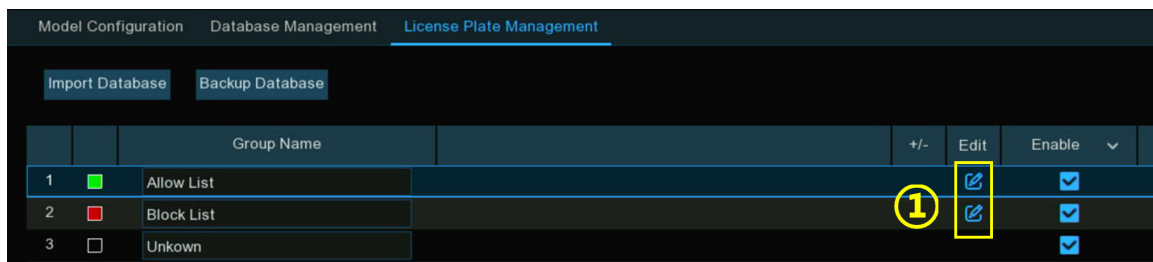 Model Configuration Database Management License Plate Management
Import Database Backup Database
Group Name +/- Edit Enable
1 Allow List
2 Block List
①
3 Unkown